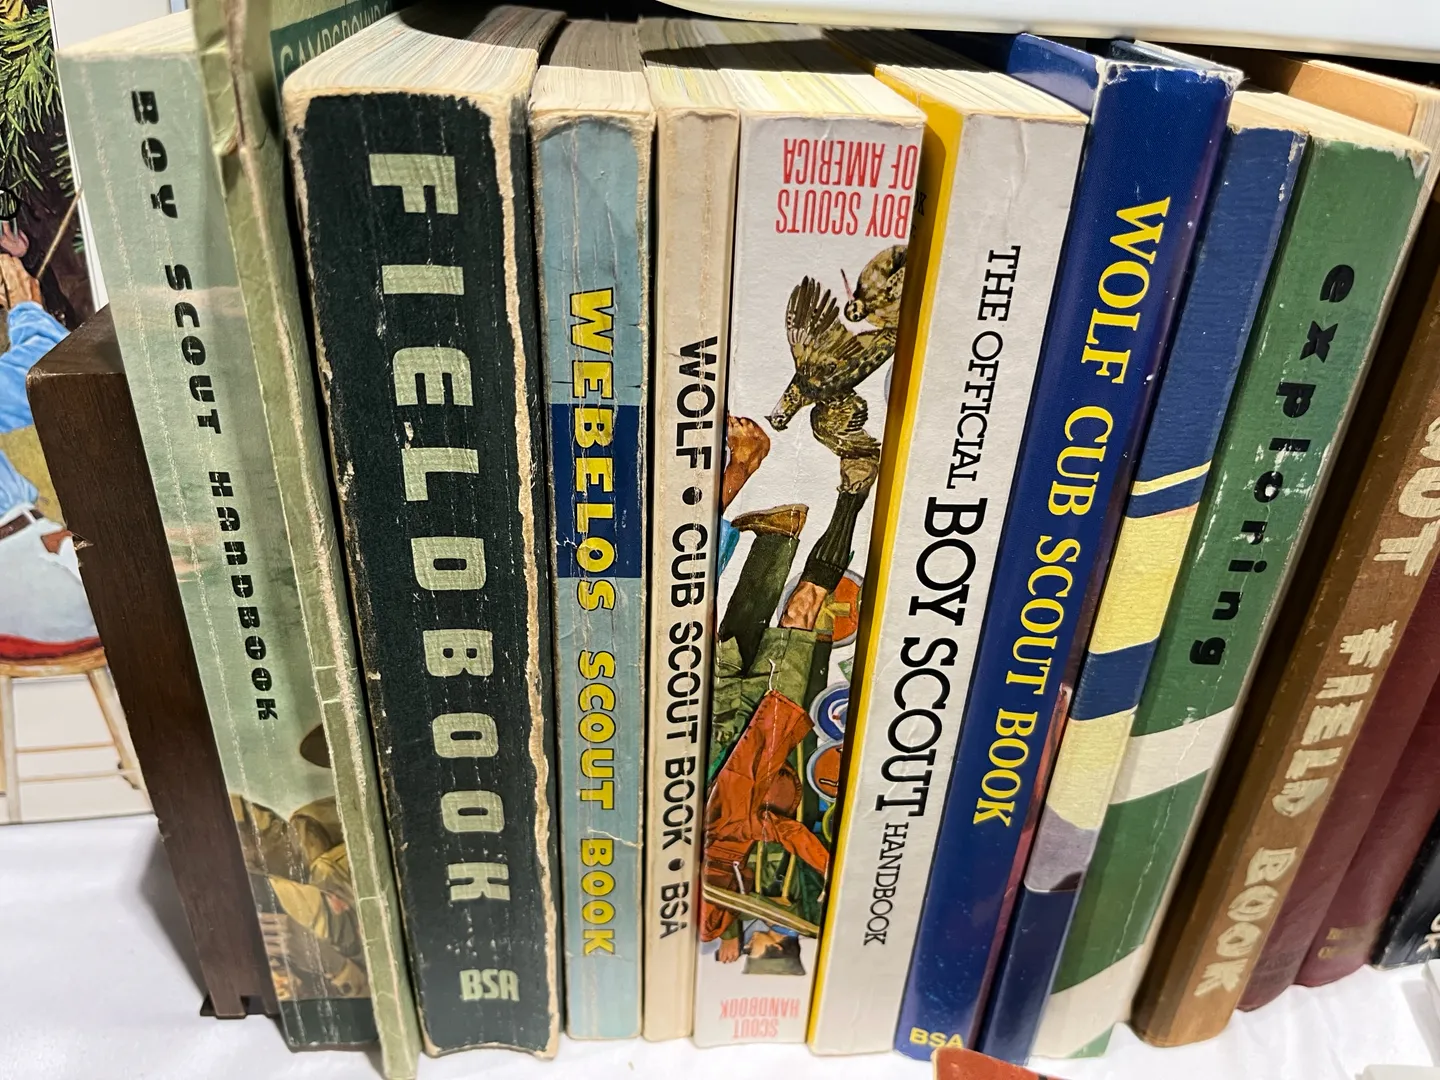 BOY SCOUT HANDBOOK
CAMPGROUND
FIELDBOOK
BSA
WEBELOS SCOUT BOOK
WOLF • CUB SCOUT BOOK • BSA
BOY SCOUTS
OF AMERICA
SCOUT
HANDBOOK
THE OFFICIAL BOY SCOUT HANDBOOK
WOLF CUB SCOUT BOOK
BSA
exploring
FIELD BOOK